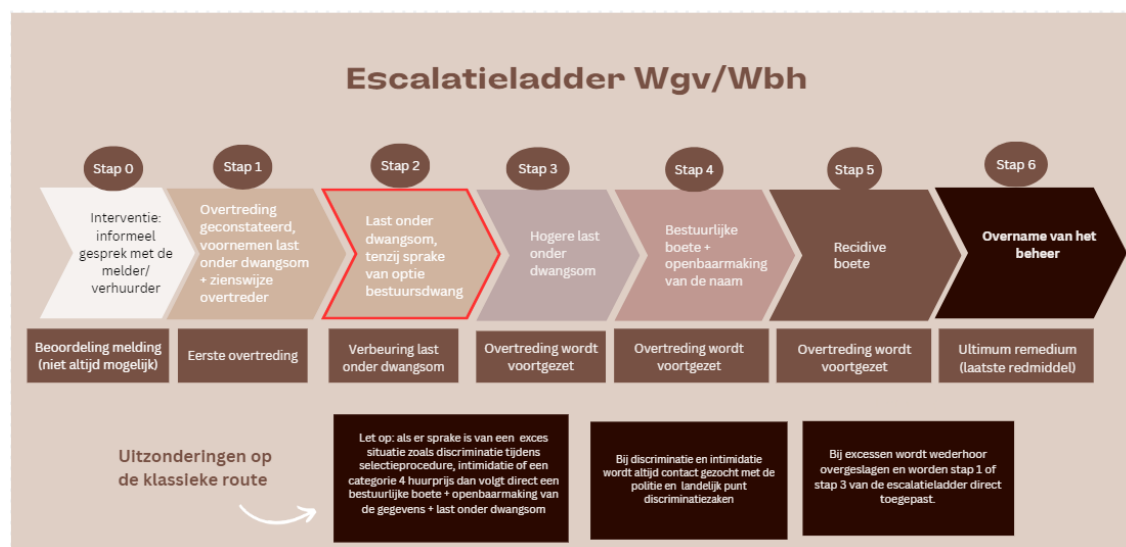 Escalatieladder Wgv/Wbh
Stap 0
Stap 1
Stap 2
Stap 3
Stap 4
Stap 5
Stap 6
Interventie:
informeel
gesprek met de
melder/
verhuurder
Overtreding
geconstateerd,
voornemen last
onder dwangsom
+ zienswijze
overtreder
Last onder
dwangsom,
tenzij sprake
van optie
bestuursdwang
Hogere last
onder
dwangsom
Bestuurlijke
boete +
openbaarmaking
van de naam
Recidive
boete
Overname van het
beheer
Beoordeling melding
(niet altijd mogelijk)
Eerste overtreding
Verbeuring last
onder dwangsom
Overtreding wordt
voortgezet
Overtreding wordt
voortgezet
Overtreding wordt
voortgezet
Ultimum remedium
(laatste redmiddel)
Uitzonderingen op
de klassieke route
Let op: als er sprake is van een exces
situatie zoals discriminatie tijdens
selectieprocedure, intimidatie of een
categorie 4 huurprijs dan volgt direct een
bestuurlijke boete + openbaarmaking van
de gegevens + last onder dwangsom
Bij discriminatie en intimidatie
wordt altijd contact gezocht met de
politie en landelijk punt
discriminatiezaken
Bij excessen wordt wederhoor
overgeslagen en worden stap 1 of
stap 3 van de escalatieladder direct
toegepast.